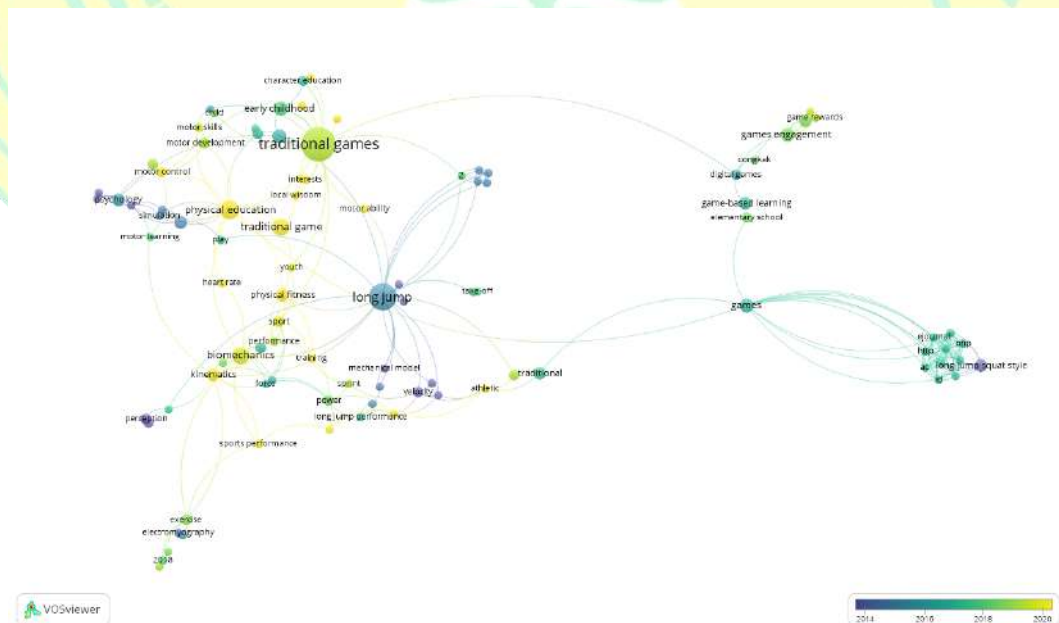 character education
early childhood
child
motor skills
traditional games
motor development
motor control
interests
psychology
local wisdom
simulation
physical education
motor ability
traditional game
motor learning
play
youth
heart rate
physical fitness
long jump
take-off
sport
performance
biomechanics
training
kinematics
force
mechanical model
sprint
velocity
athletic
traditional
power
perception
long jump performance
sports performance
exercise
electromyography
game rewards
games engagement
congkak
digital games
game-based learning
elementary school
games
ejournal
http
long jump squat style
id
VOSviewer
2014
2016
2018
2020